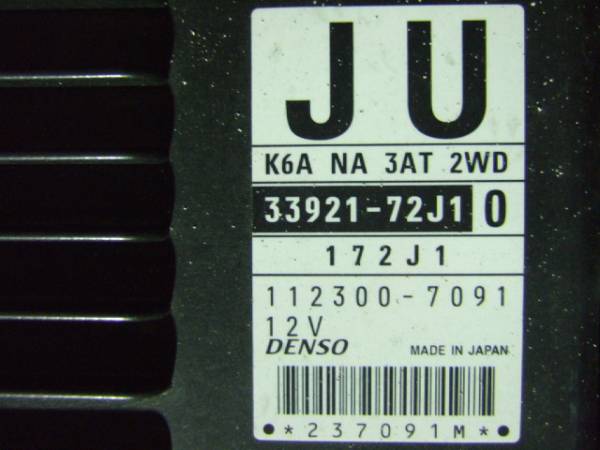 JU
K6A NA 3AT 2WD
33921-72J1 0
172J1
112300-7091
12V
DENSO MADE IN JAPAN
*237091M*